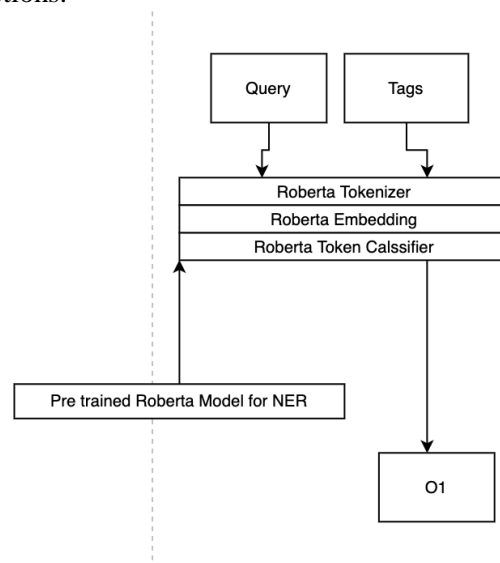 Query
Tags
Roberta Tokenizer
Roberta Embedding
Roberta Token Calssifier
Pre trained Roberta Model for NER
O1